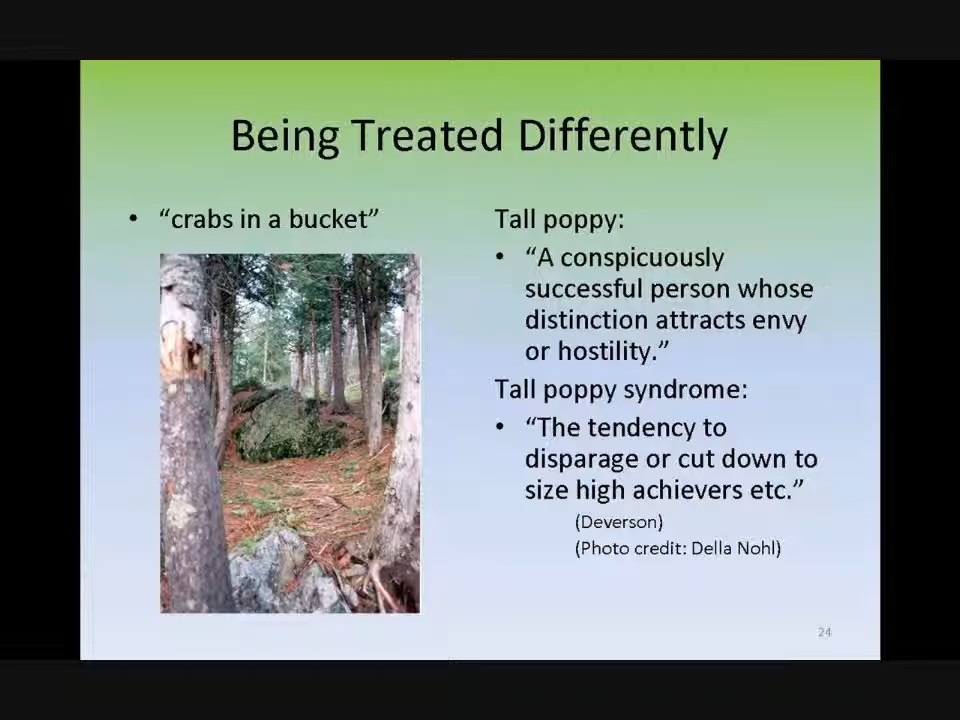 Being Treated Differently
• “crabs in a bucket”
Tall poppy:
• “A conspicuously
successful person whose
distinction attracts envy
or hostility.”
Tall poppy syndrome:
• “The tendency to
disparage or cut down to
size high achievers etc.”
(Deverson)
(Photo credit: Della Nohl)
24